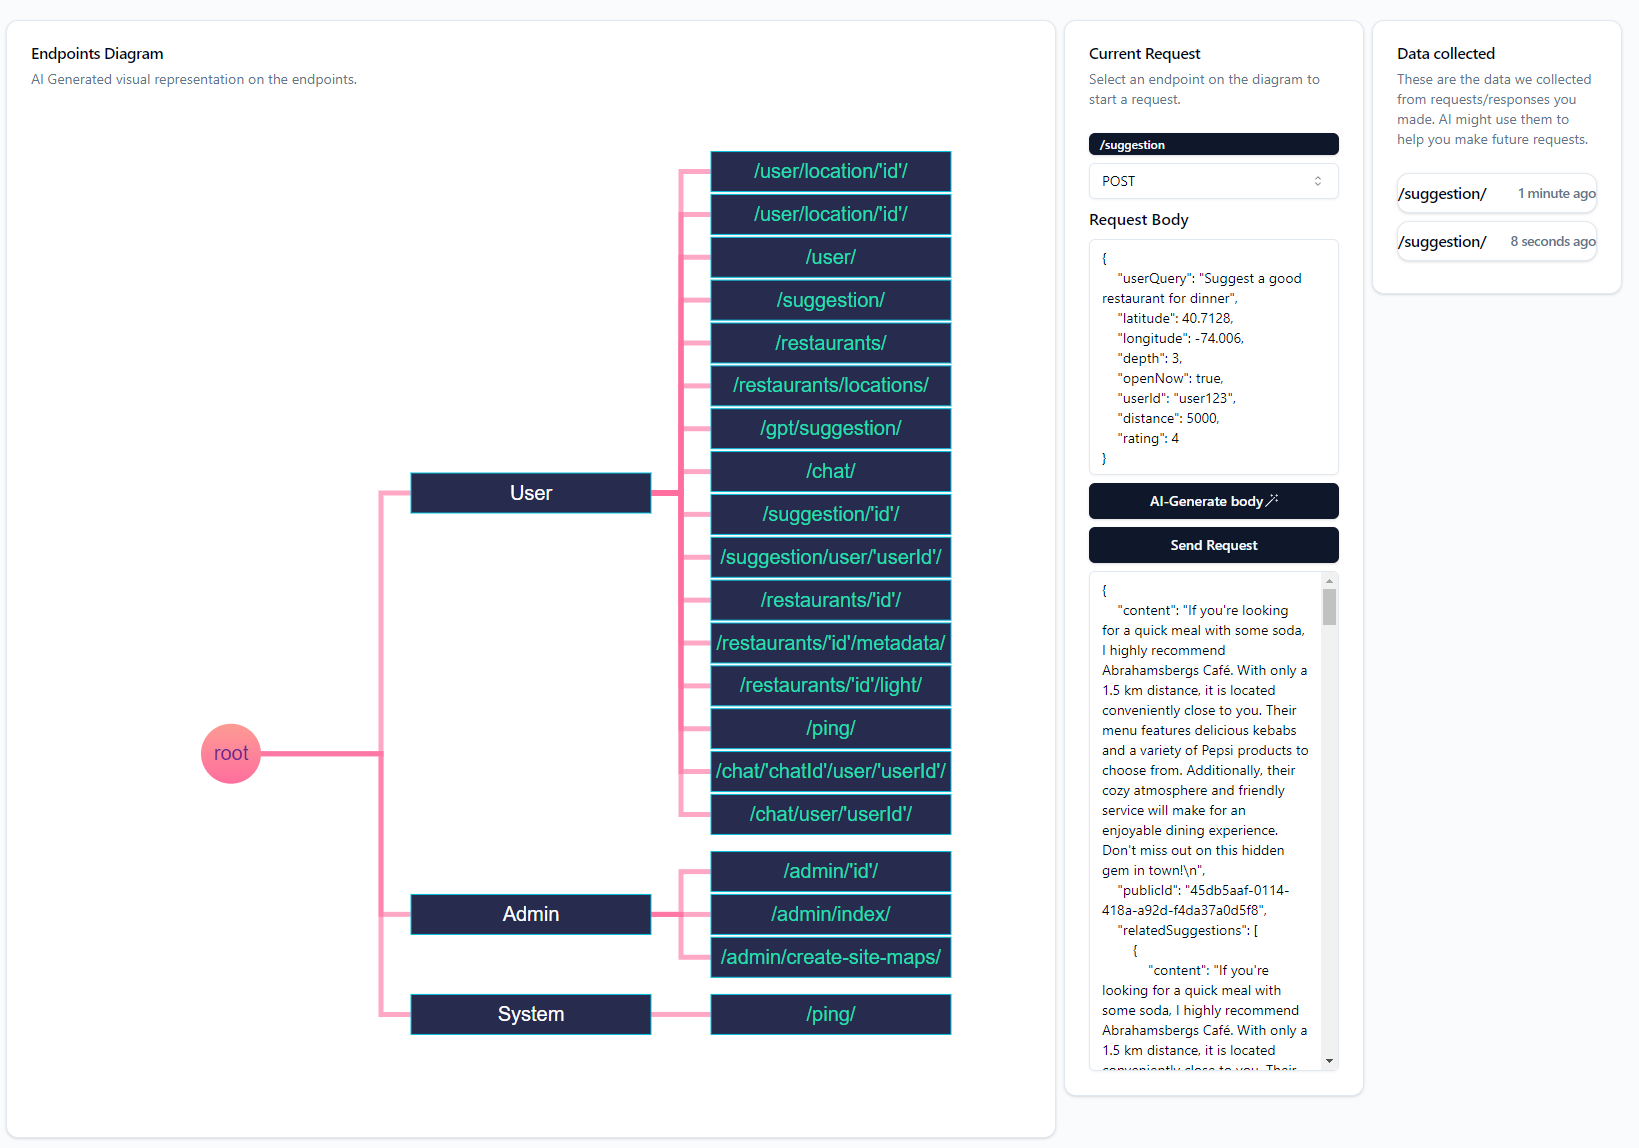 Endpoints Diagram
AI Generated visual representation on the endpoints.
/user/location/'id'/
/user/location/'id'/
/user/
/suggestion/
/restaurants/
/restaurants/locations/
/gpt/suggestion/
/chat/
User
/suggestion/'id'/
/suggestion/user/'userId'/
/restaurants/'id'/
/restaurants/'id'/metadata/
/restaurants/'id'/light/
/ping/
root
/chat/'chatId'/user/'userId'/
/chat/user/'userId'/
/admin/'id'/
Admin
/admin/index/
/admin/create-site-maps/
System
/ping/
Current Request
Select an endpoint on the diagram to
start a request.
/suggestion
POST
Request Body
{
"userQuery": "Suggest a good
restaurant for dinner",
"latitude": 40.7128,
"longitude": -74.006,
"depth": 3,
"openNow": true,
"userId": "user123",
"distance": 5000,
"rating": 4
}
AI-Generate body
Send Request
{
"content": "If you're looking
for a quick meal with some soda,
I highly recommend
Abrahamsbergs Café. With only a
1.5 km distance, it is located
conveniently close to you. Their
menu features delicious kebabs
and a variety of Pepsi products to
choose from. Additionally, their
cozy atmosphere and friendly
service will make for an
enjoyable dining experience.
Don't miss out on this hidden
gem in town!\n",
"publicId": "45db5aaf-0114-
418a-a92d-f4da37a0d5f8",
"relatedSuggestions": [
{
"content": "If you're
looking for a quick meal with
some soda, I highly recommend
Abrahamsbergs Café. With only a
1.5 km distance, it is located
conveniently close to you. Their
Data collected
These are the data we collected
from requests/responses you
made. AI might use them to
help you make future requests.
/suggestion/ 1 minute ago
/suggestion/ 8 seconds ago